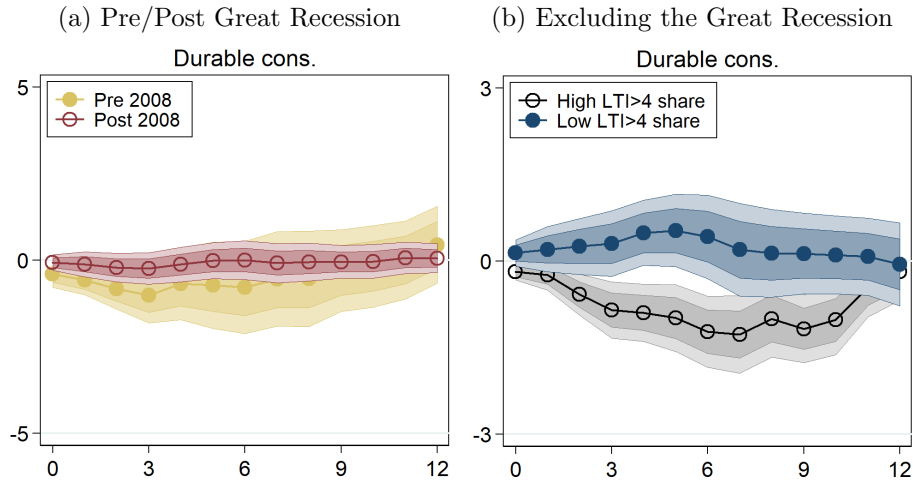 (a) Pre/Post Great Recession
Durable cons.
5
Pre 2008
Post 2008
0
-5
0 3 6 9 12
(b) Excluding the Great Recession
Durable cons.
3
High LTI>4 share
Low LTI>4 share
0
-3
0 3 6 9 12